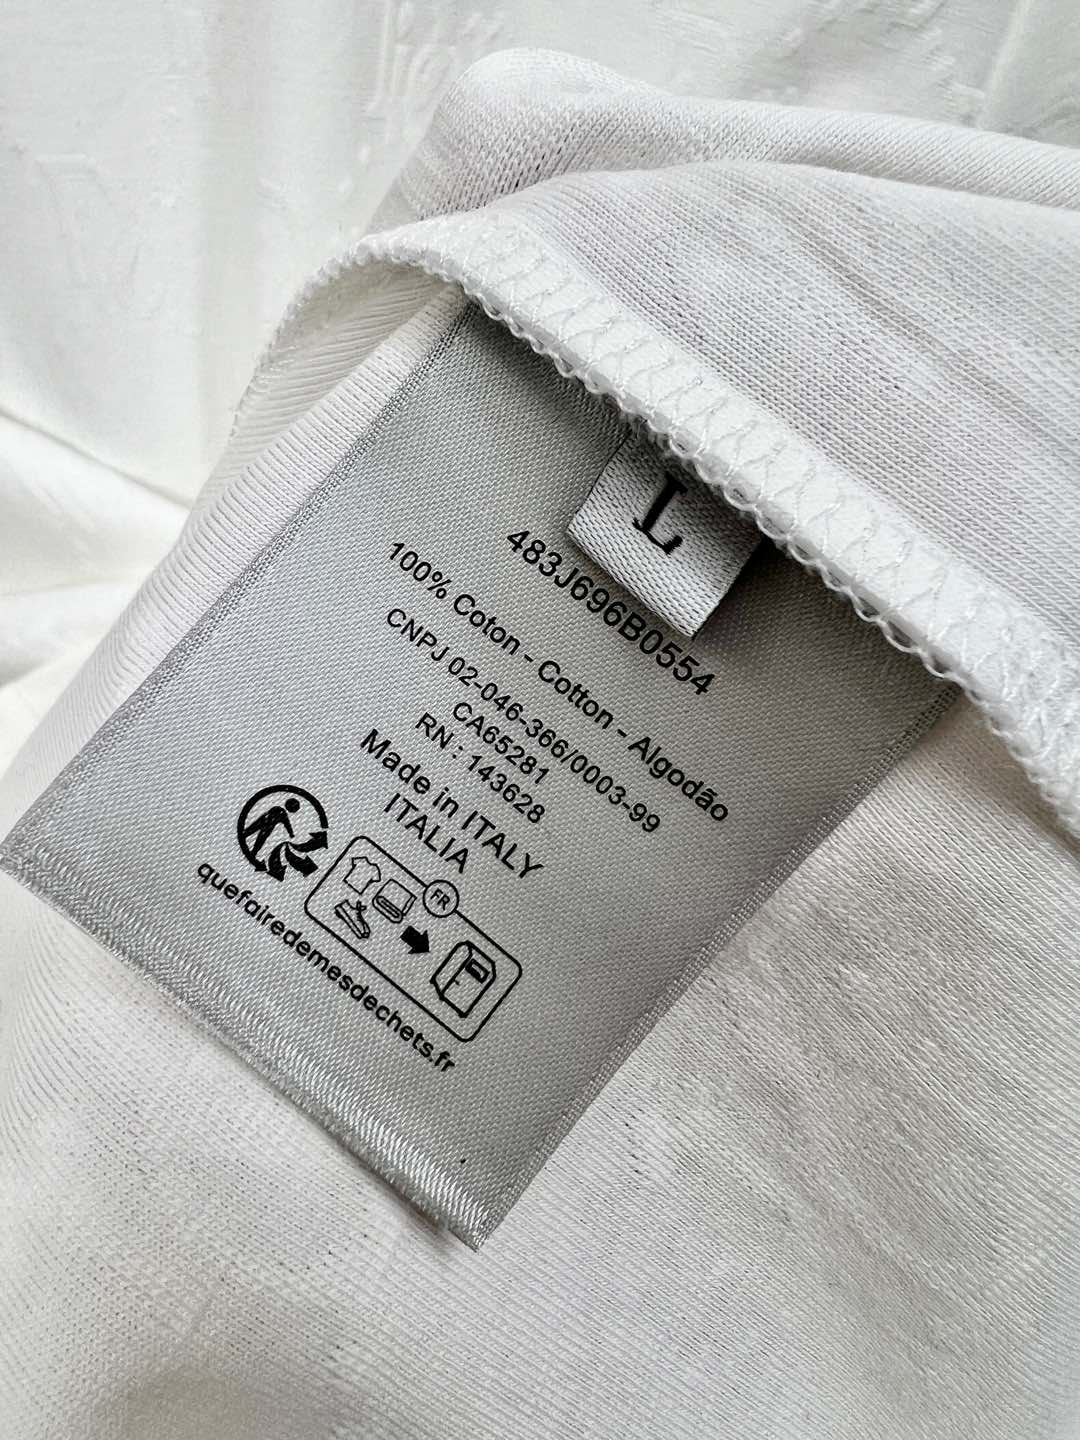 L
483J696B0554
100% Coton - Cotton - Algodão
CNPJ 02-046-366/0003-99
CA65281
RN : 143628
Made in ITALY
ITALIA
FR
quefairedemesdechets.fr